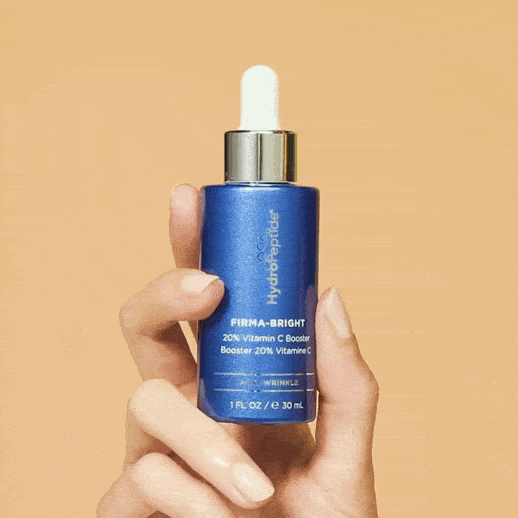 HydroPeptide®
FIRMA-BRIGHT
20% Vitamin C Booster
Booster 20% Vitamine C
WRINKLE
1 FL OZ / ℮ 30 mL